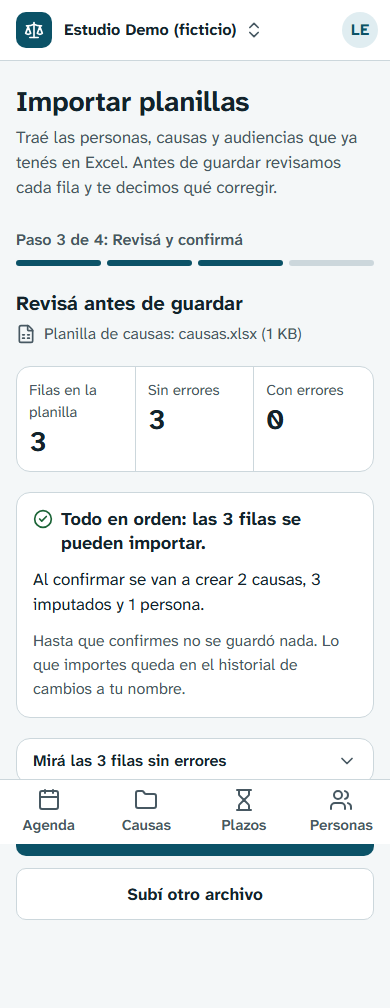 Estudio Demo (ficticio)
LE
Importar planillas
Traé las personas, causas y audiencias que ya
tenés en Excel. Antes de guardar revisamos
cada fila y te decimos qué corregir.
Paso 3 de 4: Revisá y confirmá
Revisá antes de guardar
Planilla de causas: causas.xlsx (1 KB)
Filas en la
planilla
3
Sin errores
3
Con errores
0
Todo en orden: las 3 filas se
pueden importar.
Al confirmar se van a crear 2 causas, 3
imputados y 1 persona.
Hasta que confirmes no se guardó nada. Lo
que importes queda en el historial de
cambios a tu nombre.
Mirá las 3 filas sin errores
Agenda
Causas
Plazos
Personas
Subí otro archivo